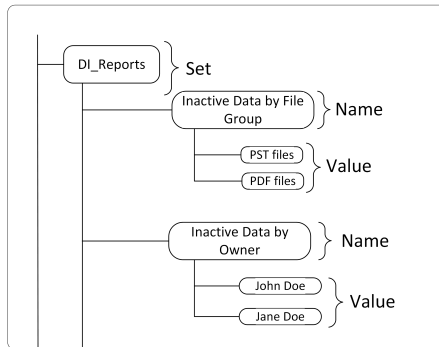 DI_Reports
Set
Inactive Data by File
Group
Name
PST files
PDF files
Value
Inactive Data by
Owner
Name
John Doe
Jane Doe
Value